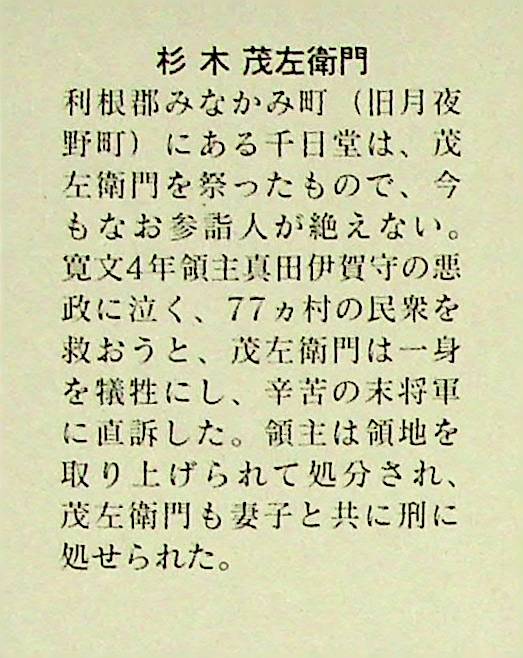 杉木 茂左衛門
利根郡みなかみ町（旧月夜
野町）にある千日堂は、茂
左衛門を祭ったもので、今
もなお参詣人が絶えない。
寛文4年領主真田伊賀守の悪
政に泣く、77ヵ村の民衆を
救おうと、茂左衛門は一身
を犠牲にし、辛苦の末将軍
に直訴した。領主は領地を
取り上げられて処分され、
茂左衛門も妻子と共に刑に
処せられた。